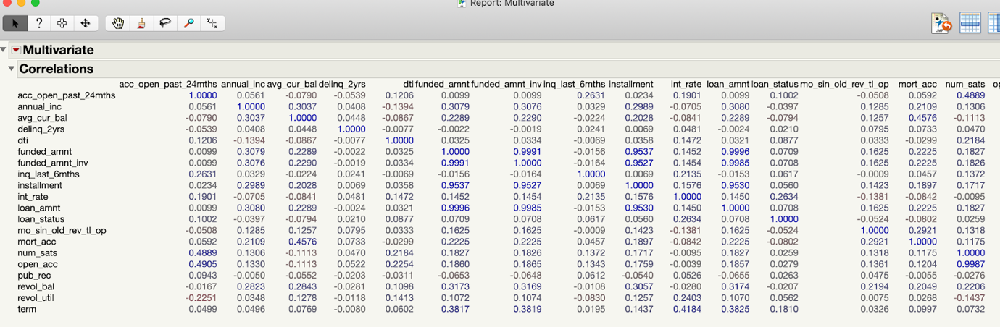 Report: Multivariate
Multivariate
Correlations
acc_open_past_24mths annual_inc avg_cur_bal delinq_2yrs dti funded_amnt funded_amnt_inv inq_last_6mths installment int_rate loan_amnt loan_status mo_sin_old_rev_tl_op mort_acc num_sats op
acc_open_past_24mths 1.0000 0.0561 -0.0790 -0.0539 0.1206 0.0099 0.0099 0.2631 0.0234 0.1901 0.0099 0.1002 -0.0508 0.0592 0.4889
annual_inc 0.0561 1.0000 0.3037 0.0408 -0.1394 0.3079 0.3076 0.0329 0.2989 -0.0705 0.3080 -0.0397 0.1285 0.2109 0.1306
avg_cur_bal -0.0790 0.3037 1.0000 0.0448 -0.0867 0.2289 0.2290 -0.0224 0.2028 -0.0841 0.2289 -0.0794 0.1257 0.4576 -0.1113
delinq_2yrs -0.0539 0.0408 0.0448 1.0000 -0.0077 -0.0022 -0.0019 0.0241 0.0069 0.0481 -0.0024 0.0210 0.0795 0.0733 0.0470
dti 0.1206 -0.1394 -0.0867 -0.0077 1.0000 0.0325 0.0334 -0.0069 0.0358 0.1472 0.0321 0.0877 0.0333 -0.0299 0.2184
funded_amnt 0.0099 0.3079 0.2289 -0.0022 0.0325 1.0000 0.9991 -0.0156 0.9537 0.1452 0.9996 0.0709 0.1625 0.2225 0.1827
funded_amnt_inv 0.0099 0.3076 0.2290 -0.0019 0.0334 0.9991 1.0000 -0.0164 0.9527 0.1454 0.9985 0.0708 0.1625 0.2225 0.1826
inq_last_6mths 0.2631 0.0329 -0.0224 0.0241 -0.0069 -0.0156 -0.0164 1.0000 0.0069 0.2135 -0.0153 0.0617 -0.0009 0.0457 0.1372
installment 0.0234 0.2989 0.2028 0.0069 0.0358 0.9537 0.9527 0.0069 1.0000 0.1576 0.9530 0.0560 0.1423 0.1897 0.1717
int_rate 0.1901 -0.0705 -0.0841 0.0481 0.1472 0.1452 0.1454 0.2135 0.1576 1.0000 0.1450 0.2634 -0.1381 -0.0842 -0.0095
loan_amnt 0.0099 0.3080 0.2289 -0.0024 0.0321 0.9996 0.9985 -0.0153 0.9530 0.1450 1.0000 0.0708 0.1625 0.2225 0.1827
loan_status 0.1002 -0.0397 -0.0794 0.0210 0.0877 0.0709 0.0708 0.0617 0.0560 0.2634 0.0708 1.0000 -0.0524 -0.0802 0.0259
mo_sin_old_rev_tl_op -0.0508 0.1285 0.1257 0.0795 0.0333 0.1625 0.1625 -0.0009 0.1423 -0.1381 0.1625 -0.0524 1.0000 0.2921 0.1318
mort_acc 0.0592 0.2109 0.4576 0.0733 -0.0299 0.2225 0.2225 0.0457 0.1897 -0.0842 0.2225 -0.0802 0.2921 1.0000 0.1175
num_sats 0.4889 0.1306 -0.1113 0.0470 0.2184 0.1827 0.1826 0.1372 0.1717 -0.0095 0.1827 0.0259 0.1318 0.1175 1.0000
open_acc 0.4905 0.1330 -0.1113 0.0522 0.2254 0.1860 0.1865 0.1343 0.1759 -0.0039 0.1857 0.0279 0.1361 0.1204 0.9987
pub_rec 0.0943 -0.0050 -0.0552 -0.0203 -0.0311 -0.0653 -0.0648 0.0612 -0.0540 0.0526 -0.0655 0.0263 0.0475 -0.0055 -0.0276
revol_bal -0.0167 0.2823 0.2843 -0.0281 0.1098 0.3173 0.3169 -0.0108 0.3057 -0.0280 0.3174 -0.0207 0.2194 0.2049 0.2206
revol_util -0.2251 0.0348 0.1278 -0.0118 0.1413 0.1072 0.1074 -0.0830 0.1257 0.2403 0.1070 0.0562 0.0075 0.0268 -0.1437
term 0.0499 0.0496 0.0769 -0.0080 0.0602 0.3817 0.3819 0.0195 0.1437 0.4184 0.3825 0.1810 0.0326 0.0997 0.0732